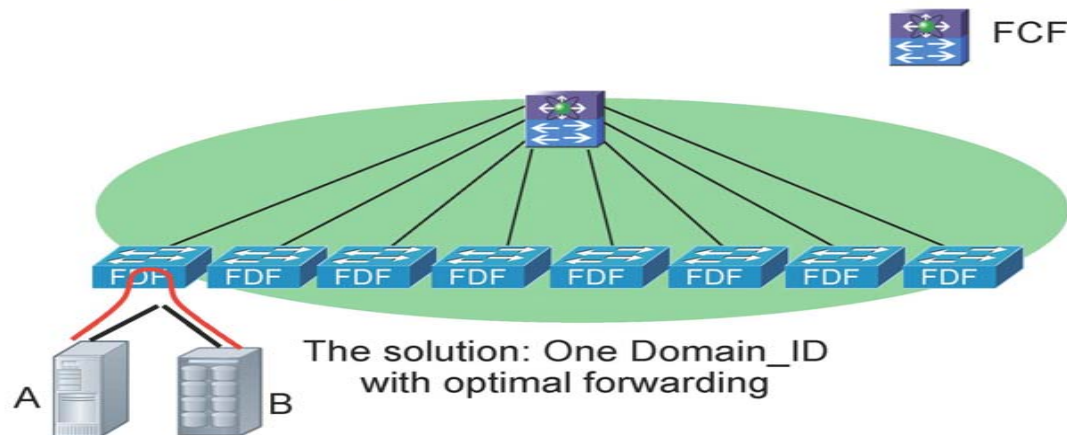 FCF
FDF FDF FDF FDF FDF FDF FDF FDF
A
B
The solution: One Domain_ID
with optimal forwarding